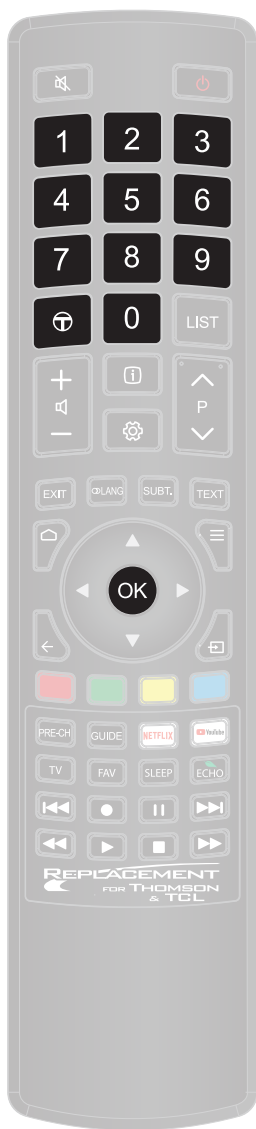 1 2 3
4 5 6
7 8 9
T 0 LIST
+ P
−
EXIT LANG SUBT. TEXT
OK
PRE-CH GUIDE NETFLIX YouTube
TV FAV SLEEP ECHO
REPLACEMENT
FOR THOMSON
& TCL